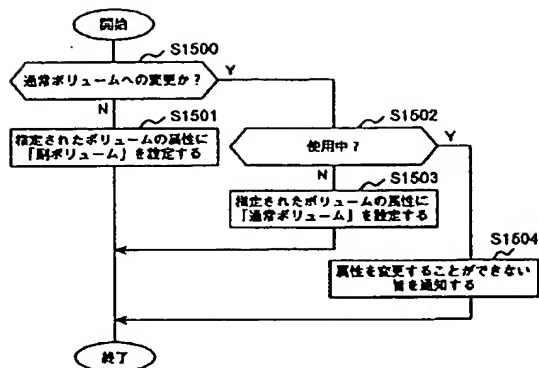 開始
S1500
通常ボリュームへの変更か?
Y
N
S1501
指定されたボリュームの属性に
「副ボリューム」を設定する
S1502
使用中?
Y
N
S1503
指定されたボリュームの属性に
「通常ボリューム」を設定する
S1504
属性を変更することができない
旨を通知する
終了